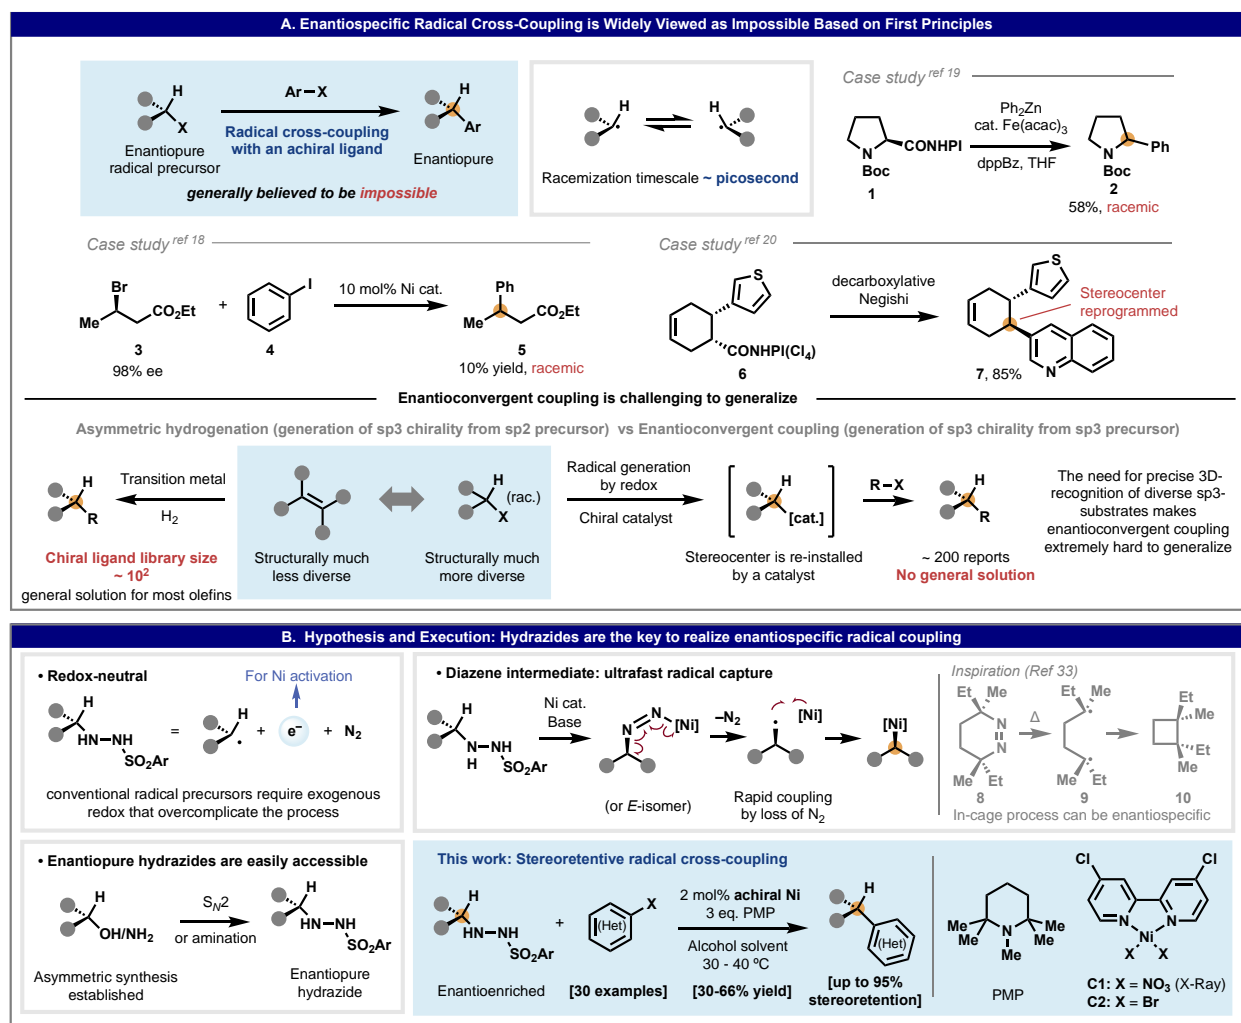 A. Enantiospecific Radical Cross-Coupling is Widely Viewed as Impossible Based on First Principles
H
X
Enantiopure
radical precursor
Ar–X
Radical cross-coupling
with an achiral ligand
H
Ar
Enantiopure
generally believed to be impossible
H
H
Racemization timescale ~ picosecond
Case study ref 19
N
Boc
CONHPI
1
Ph2Zn
cat. Fe(acac)3
dppBz, THF
N
Boc
Ph
2
58%, racemic
Case study ref 18
Br
Me
CO2Et
3
98% ee
+
I
4
10 mol% Ni cat.
Ph
Me
CO2Et
5
10% yield, racemic
Case study ref 20
S
CONHPI(Cl4)
6
decarboxylative
Negishi
S
N
7, 85%
Stereocenter
reprogrammed
Enantioconvergent coupling is challenging to generalize
Asymmetric hydrogenation (generation of sp3 chirality from sp2 precursor) vs Enantioconvergent coupling (generation of sp3 chirality from sp3 precursor)
H
R
Transition metal
H2
Chiral ligand library size
~ 10²
general solution for most olefins
Structurally much
less diverse
H
(rac.)
X
Structurally much
more diverse
Radical generation
by redox
Chiral catalyst
H
[cat.]
Stereocenter is re-installed
by a catalyst
R–X
H
R
~ 200 reports
No general solution
The need for precise 3D-
recognition of diverse sp3-
substrates makes
enantioconvergent coupling
extremely hard to generalize
B. Hypothesis and Execution: Hydrazides are the key to realize enantiospecific radical coupling
• Redox-neutral
For Ni activation
H
HN–NH
SO2Ar
=
H
+
e–
+
N2
conventional radical precursors require exogenous
redox that overcomplicate the process
• Diazene intermediate: ultrafast radical capture
H
N–NH
H
SO2Ar
Ni cat.
Base
N=N
[Ni]
(or E-isomer)
–N2
[Ni]
Rapid coupling
by loss of N2
[Ni]
Inspiration (Ref 33)
Et
Me
N
N
Me
Et
8
Δ
Et
Me
Me
Et
9
Et
Me
Et
Me
10
In-cage process can be enantiospecific
• Enantiopure hydrazides are easily accessible
H
OH/NH2
Asymmetric synthesis
established
SN2
or amination
H
HN–NH
SO2Ar
Enantiopure
hydrazide
This work: Stereoretentive radical cross-coupling
H
HN–NH
SO2Ar
Enantioenriched
+
X
(Het)
[30 examples]
2 mol% achiral Ni
3 eq. PMP
Alcohol solvent
30 - 40 ºC
[30-66% yield]
H
(Het)
[up to 95%
stereoretention]
Me
Me
N
Me
Me
Me
PMP
Cl
Cl
N
N
Ni
X
X
C1: X = NO3 (X-Ray)
C2: X = Br